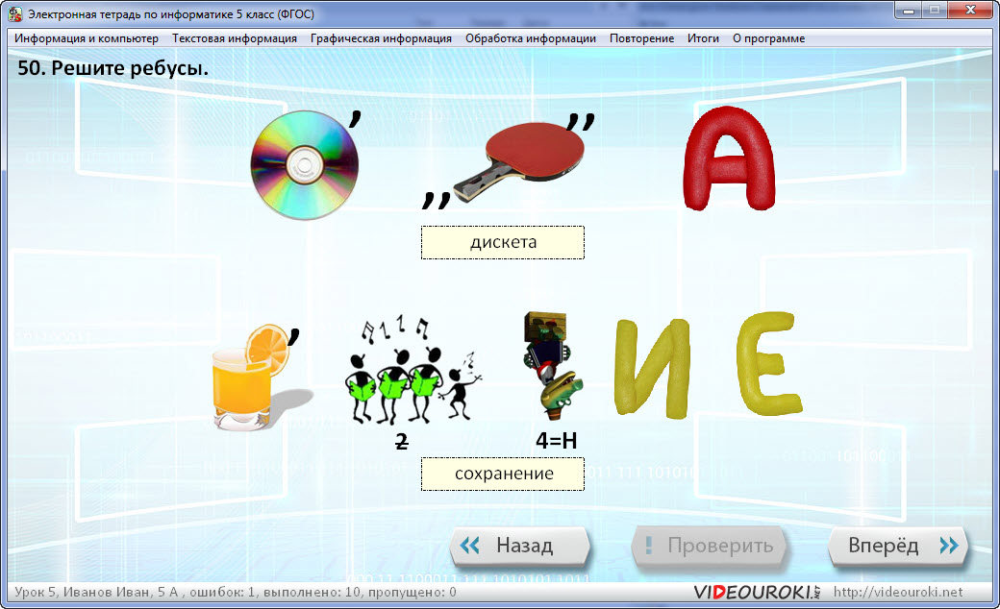 Электронная тетрадь по информатике 5 класс (ФГОС)
Информация и компьютер Текстовая информация Графическая информация Обработка информации Повторение Итоги О программе
50. Решите ребусы.
’ ,, ’’ А
дискета
’ И Е
2 4=Н
сохранение
Назад ! Проверить Вперёд
Урок 5, Иванов Иван, 5 А , ошибок: 1, выполнено: 10, пропущено: 0 VIDEOUROKI.NET http://videouroki.net